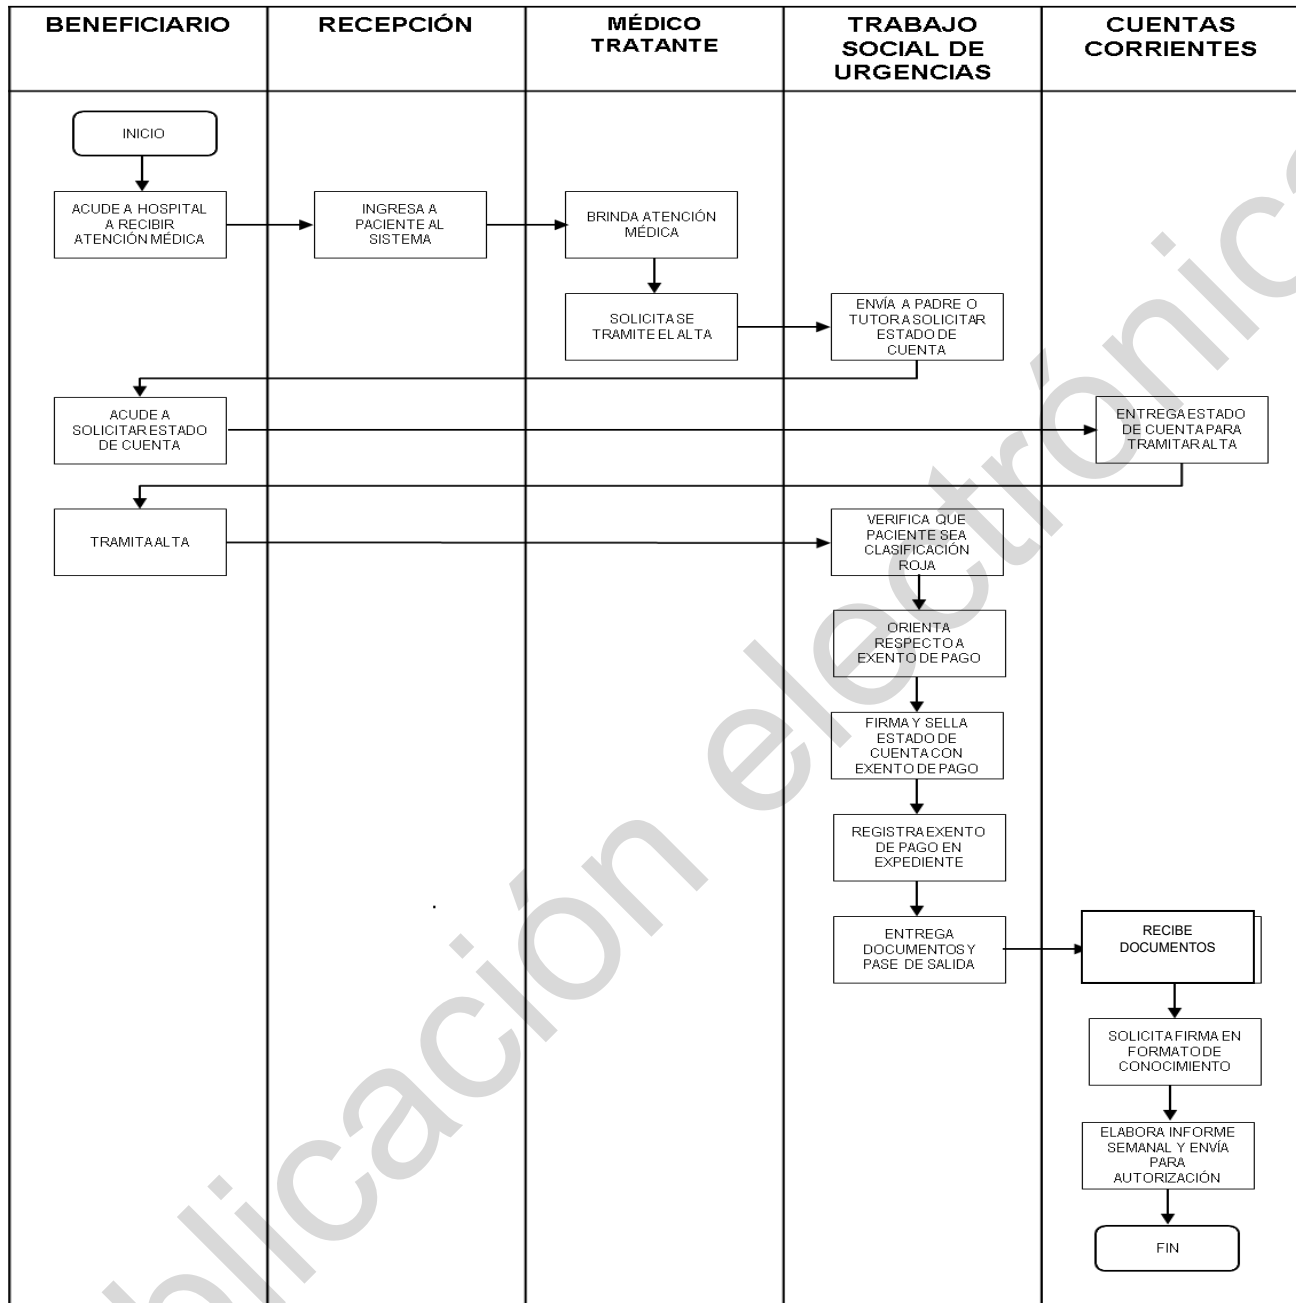 BENEFICIARIO
RECEPCIÓN
MÉDICO
TRATANTE
TRABAJO
SOCIAL DE
URGENCIAS
CUENTAS
CORRIENTES
INICIO
ACUDE A HOSPITAL
A RECIBIR
ATENCIÓN MÉDICA
INGRESA A
PACIENTE AL
SISTEMA
BRINDA ATENCIÓN
MÉDICA
SOLICITA SE
TRAMITE EL ALTA
ENVÍA A PADRE O
TUTOR A SOLICITAR
ESTADO DE
CUENTA
ACUDE A
SOLICITAR ESTADO
DE CUENTA
ENTREGA ESTADO
DE CUENTA PARA
TRAMITAR ALTA
TRAMITA ALTA
VERIFICA QUE
PACIENTE SEA
CLASIFICACIÓN
ROJA
ORIENTA
RESPECTO A
EXENTO DE PAGO
FIRMA Y SELLA
ESTADO DE
CUENTA CON
EXENTO DE PAGO
REGISTRA EXENTO
DE PAGO EN
EXPEDIENTE
ENTREGA
DOCUMENTOS Y
PASE DE SALIDA
RECIBE
DOCUMENTOS
SOLICITA FIRMA EN
FORMATO DE
CONOCIMIENTO
ELABORA INFORME
SEMANAL Y ENVÍA
PARA
AUTORIZACIÓN
FIN
blicación electrónica